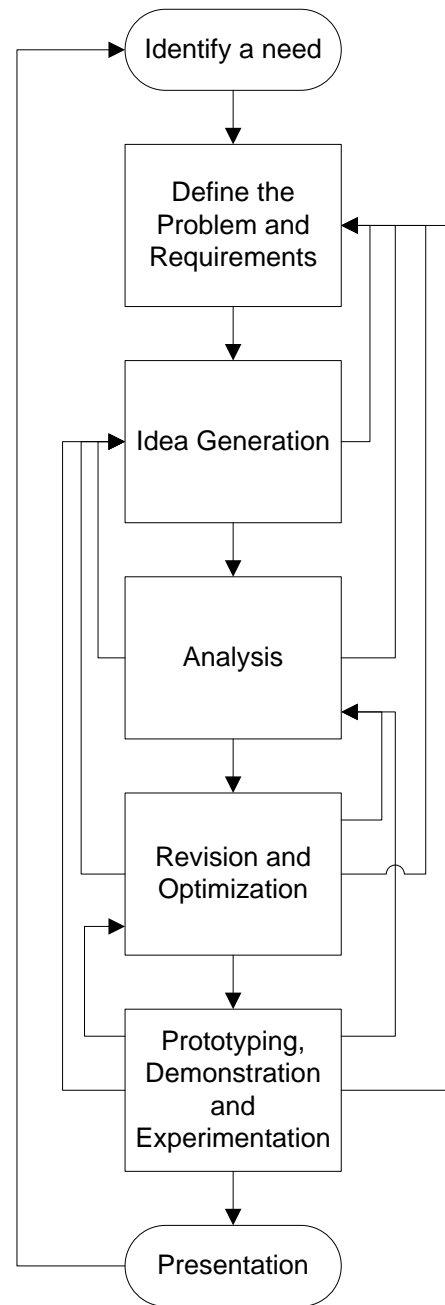 Identify a need
Define the
Problem and
Requirements
Idea Generation
Analysis
Revision and
Optimization
Prototyping,
Demonstration
and
Experimentation
Presentation